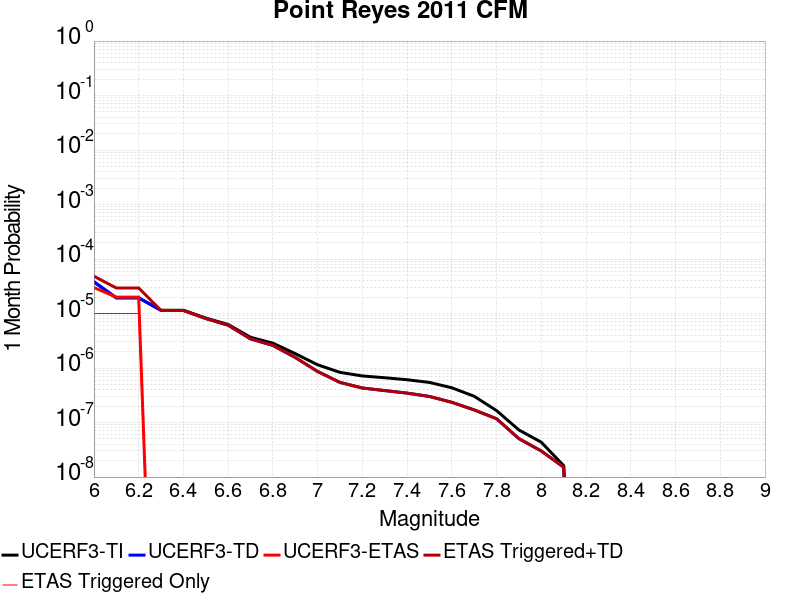 Point Reyes 2011 CFM
10^0
10^-1
10^-2
10^-3
10^-4
10^-5
10^-6
10^-7
10^-8
1 Month Probability
6 6.2 6.4 6.6 6.8 7 7.2 7.4 7.6 7.8 8 8.2 8.4 8.6 8.8 9
Magnitude
UCERF3-TI UCERF3-TD UCERF3-ETAS ETAS Triggered+TD
ETAS Triggered Only